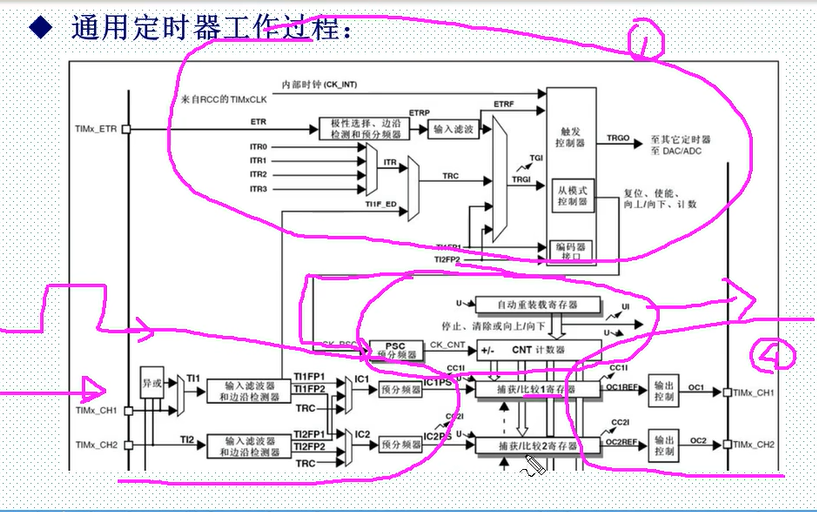 ◆ 通用定时器工作过程：
①
内部时钟 (CK_INT)
来自RCC的TIMxCLK
TIMx_ETR
ETR
极性选择、边沿
检测和预分频器
ETRP
输入滤波
ETRF
触发
控制器
TRGO
至其它定时器
至 DAC/ADC
ITR0
ITR1
ITR2
ITR3
ITR
TRC
TI1F_ED
TGI
TRGI
从模式
控制器
复位、使能、
向上/向下、计数
编码器
接口
TI1FP1
TI2FP2
U
自动重装载寄存器
UI
停止、清除或向上/向下
U
CK_PSC
PSC
预分频器
CK_CNT
+/-
CNT 计数器
④
异或
TI1
输入滤波器
和边沿检测器
TI1FP1
TI1FP2
TRC
IC1
预分频器
IC1PS
CC1I
U
捕获/比较1寄存器
CC1I
OC1REF
输出
控制
OC1
TIMx_CH1
TIMx_CH1
TIMx_CH2
TI2
输入滤波器
和边沿检测器
TI2FP1
TI2FP2
TRC
IC2
预分频器
IC2PS
CC2I
U
捕获/比较2寄存器
CC2I
OC2REF
输出
控制
OC2
TIMx_CH2